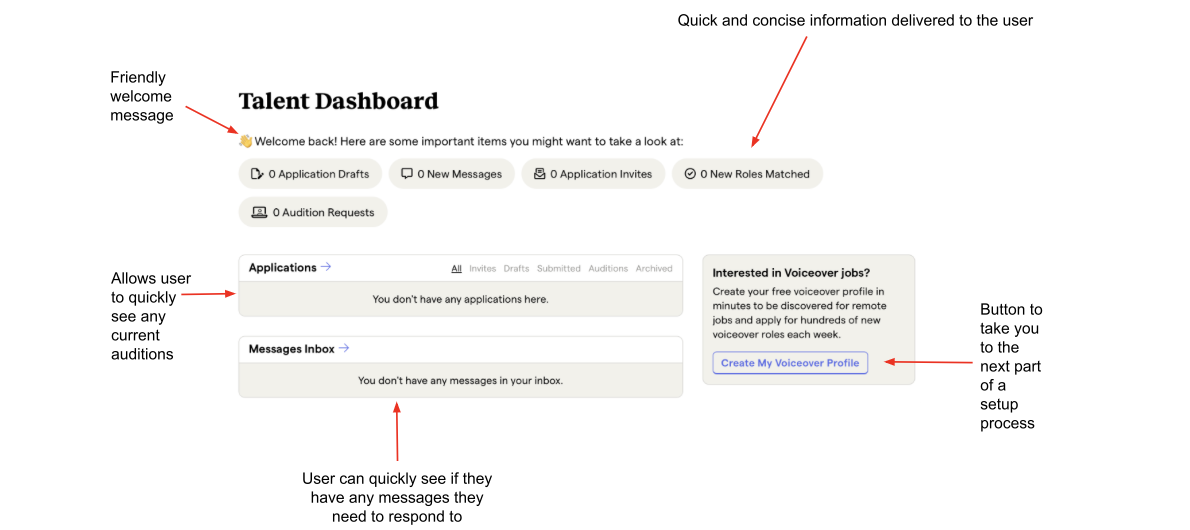 Quick and concise information delivered to the user
Friendly
welcome
message
Talent Dashboard
👋 Welcome back! Here are some important items you might want to take a look at:
0 Application Drafts
0 New Messages
0 Application Invites
0 New Roles Matched
0 Audition Requests
Allows user
to quickly
see any
current
auditions
Applications →
All Invites Drafts Submitted Auditions Archived
You don't have any applications here.
Messages Inbox →
You don't have any messages in your inbox.
Interested in Voiceover jobs?
Create your free voiceover profile in
minutes to be discovered for remote
jobs and apply for hundreds of new
voiceover roles each week.
Create My Voiceover Profile
Button to
take you
to the
next part
of a
setup
process
User can quickly see if they
have any messages they
need to respond to